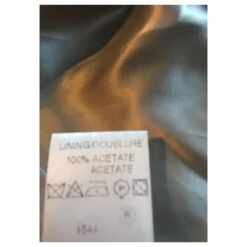 LINING/DOUBLURE
100% ACETATE
ACETATE
P
R
1544